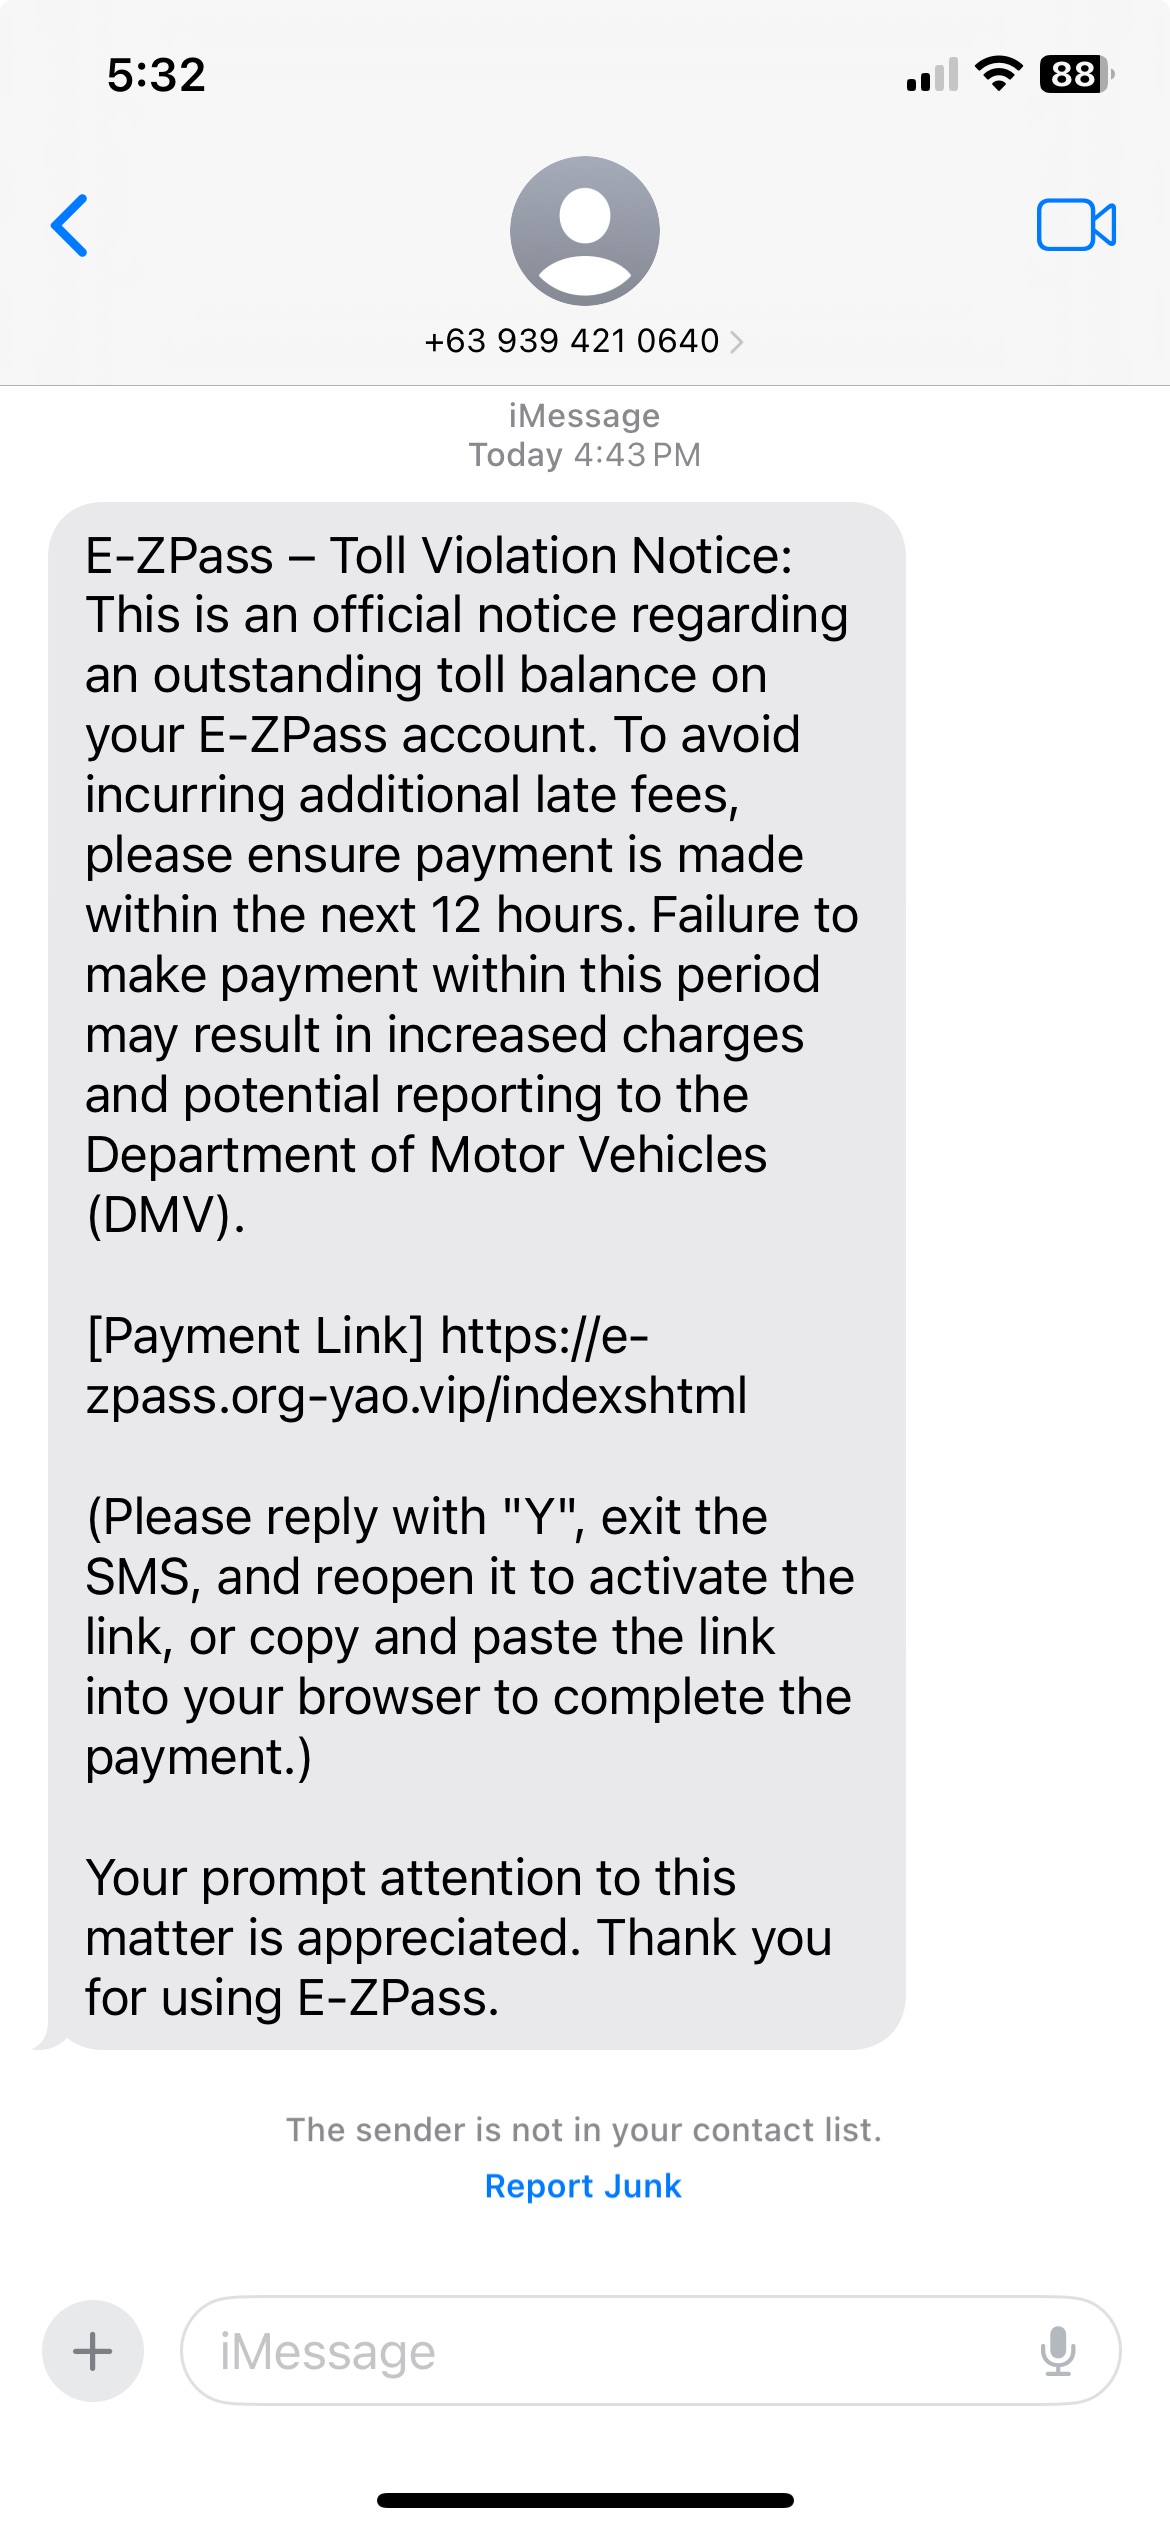 5:32
88
+63 939 421 0640
iMessage
Today 4:43 PM
E-ZPass – Toll Violation Notice:
This is an official notice regarding
an outstanding toll balance on
your E-ZPass account. To avoid
incurring additional late fees,
please ensure payment is made
within the next 12 hours. Failure to
make payment within this period
may result in increased charges
and potential reporting to the
Department of Motor Vehicles
(DMV).
[Payment Link] https://e-
zpass.org-yao.vip/indexshtml
(Please reply with "Y", exit the
SMS, and reopen it to activate the
link, or copy and paste the link
into your browser to complete the
payment.)
Your prompt attention to this
matter is appreciated. Thank you
for using E-ZPass.
The sender is not in your contact list.
Report Junk
iMessage